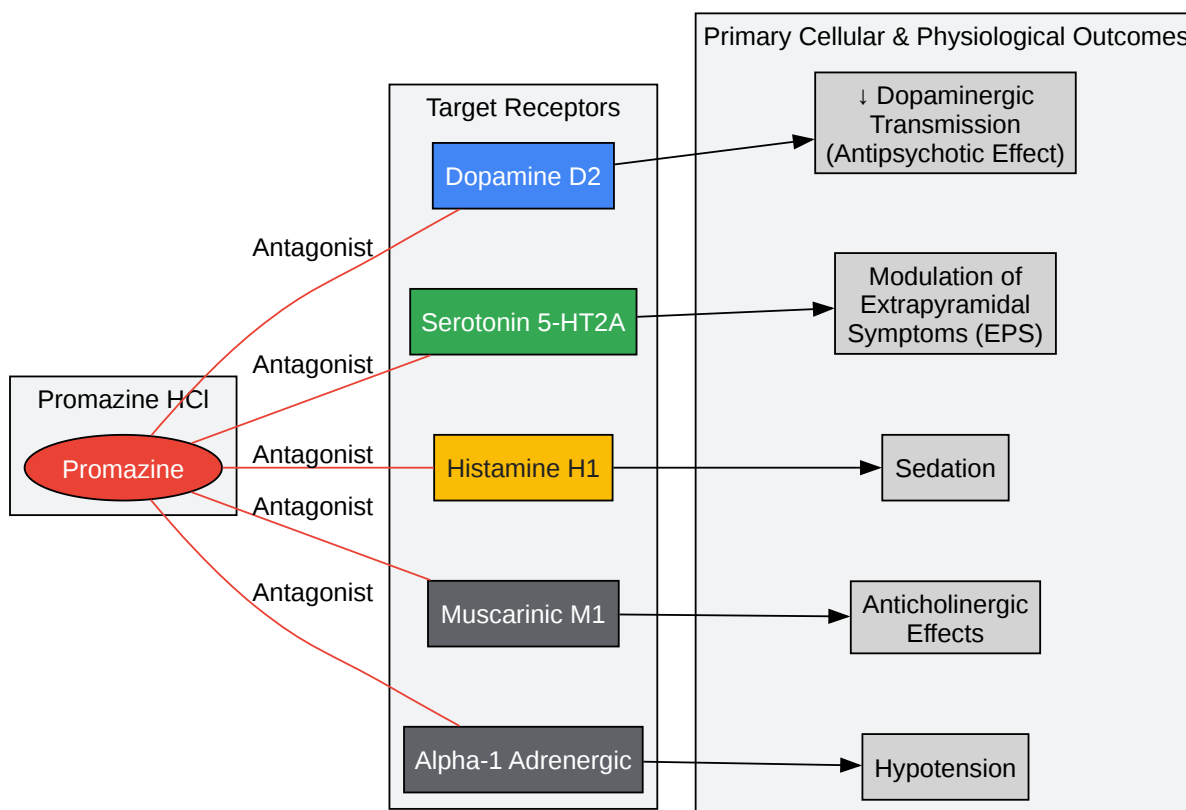 Primary Cellular & Physiological Outcomes
Target Receptors
↓ Dopaminergic
Transmission
(Antipsychotic Effect)
Dopamine D2
Antagonist
Modulation of
Extrapyramidal
Symptoms (EPS)
Serotonin 5-HT2A
Antagonist
Promazine HCl
Promazine
Antagonist
Histamine H1
Sedation
Antagonist
Muscarinic M1
Anticholinergic
Effects
Antagonist
Alpha-1 Adrenergic
Hypotension